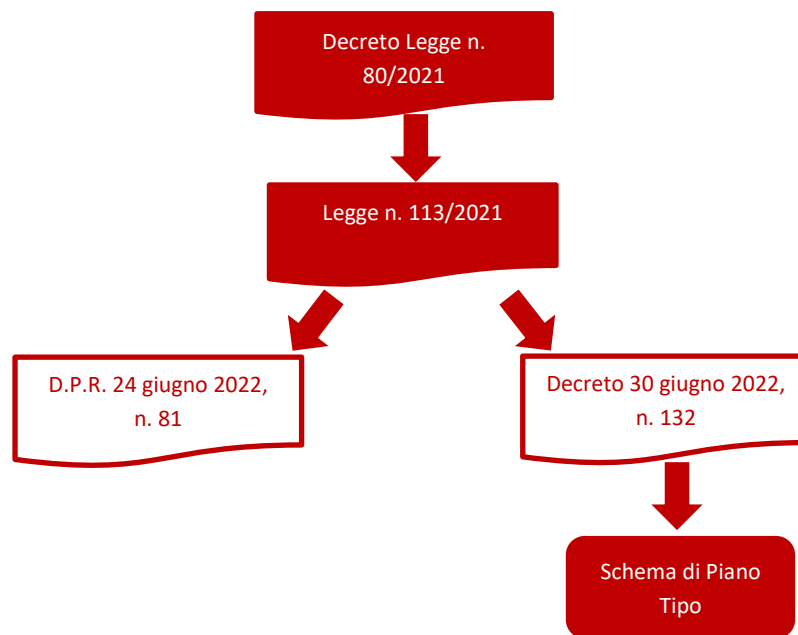 Decreto Legge n.
80/2021
Legge n. 113/2021
D.P.R. 24 giugno 2022,
n. 81
Decreto 30 giugno 2022,
n. 132
Schema di Piano
Tipo